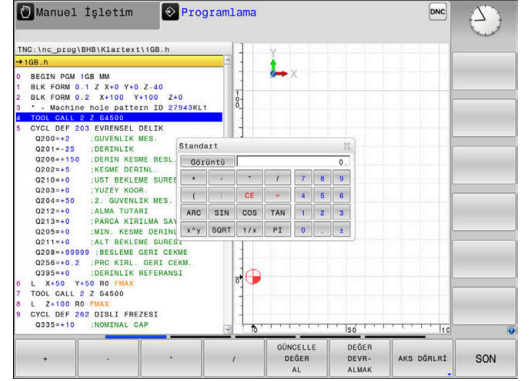 Manuel İşletim
Programlama
DNC
TNC:\nc_prog\BHB\Klartext\1GB.h
→1GB.h
0 BEGIN PGM 1GB MM
1 BLK FORM 0.1 Z X+0 Y+0 Z-40
2 BLK FORM 0.2 X+100 Y+100 Z+0
3 * - Machine hole pattern ID 27943KL1
4 TOOL CALL 2 Z S4500
5 CYCL DEF 203 EVRENSEL DELIK
Q200=+2 ;GUVENLIK MES.
Q201=-25 ;DERINLIK
Q206=+150 ;DERIN KESME BESL.
Q202=+5 ;KESME DERINL.
Q210=+0 ;UST BEKLEME SURES
Q203=+0 ;YUZEY KOOR.
Q204=+50 ;2. GUVENLIK MES.
Q212=+0 ;ALMA TUTARI
Q213=+0 ;PARCA KIRILMA SAY
Q205=+0 ;MIN. KESME DERINL
Q211=+0 ;ALT BEKLEME SURESI
Q208=+99999 ;BESLEME GERI CEKME
Q256=+0.2 ;PRC KIRL. GERI CEKM.
Q395=+0 ;DERINLIK REFERANSI
6 L X+50 Y+50 R0 FMAX
7 TOOL CALL 2 Z S4500
8 L Z+100 R0 FMAX
9 CYCL DEF 262 DISLI FREZESI
Q335=+10 ;NOMINAL CAP
Y
X
Standart
Görüntü 0.
+ - * / 7 8 9
( ) CE = 4 5 6
ARC SIN COS TAN 1 2 3
x^y SQRT 1/x PI 0 . ±
0 50 10
+ - * /
GÜNCELLE DEĞER AL
DEĞER DEVR- ALMAK
AKS DĞRLRİ
SON